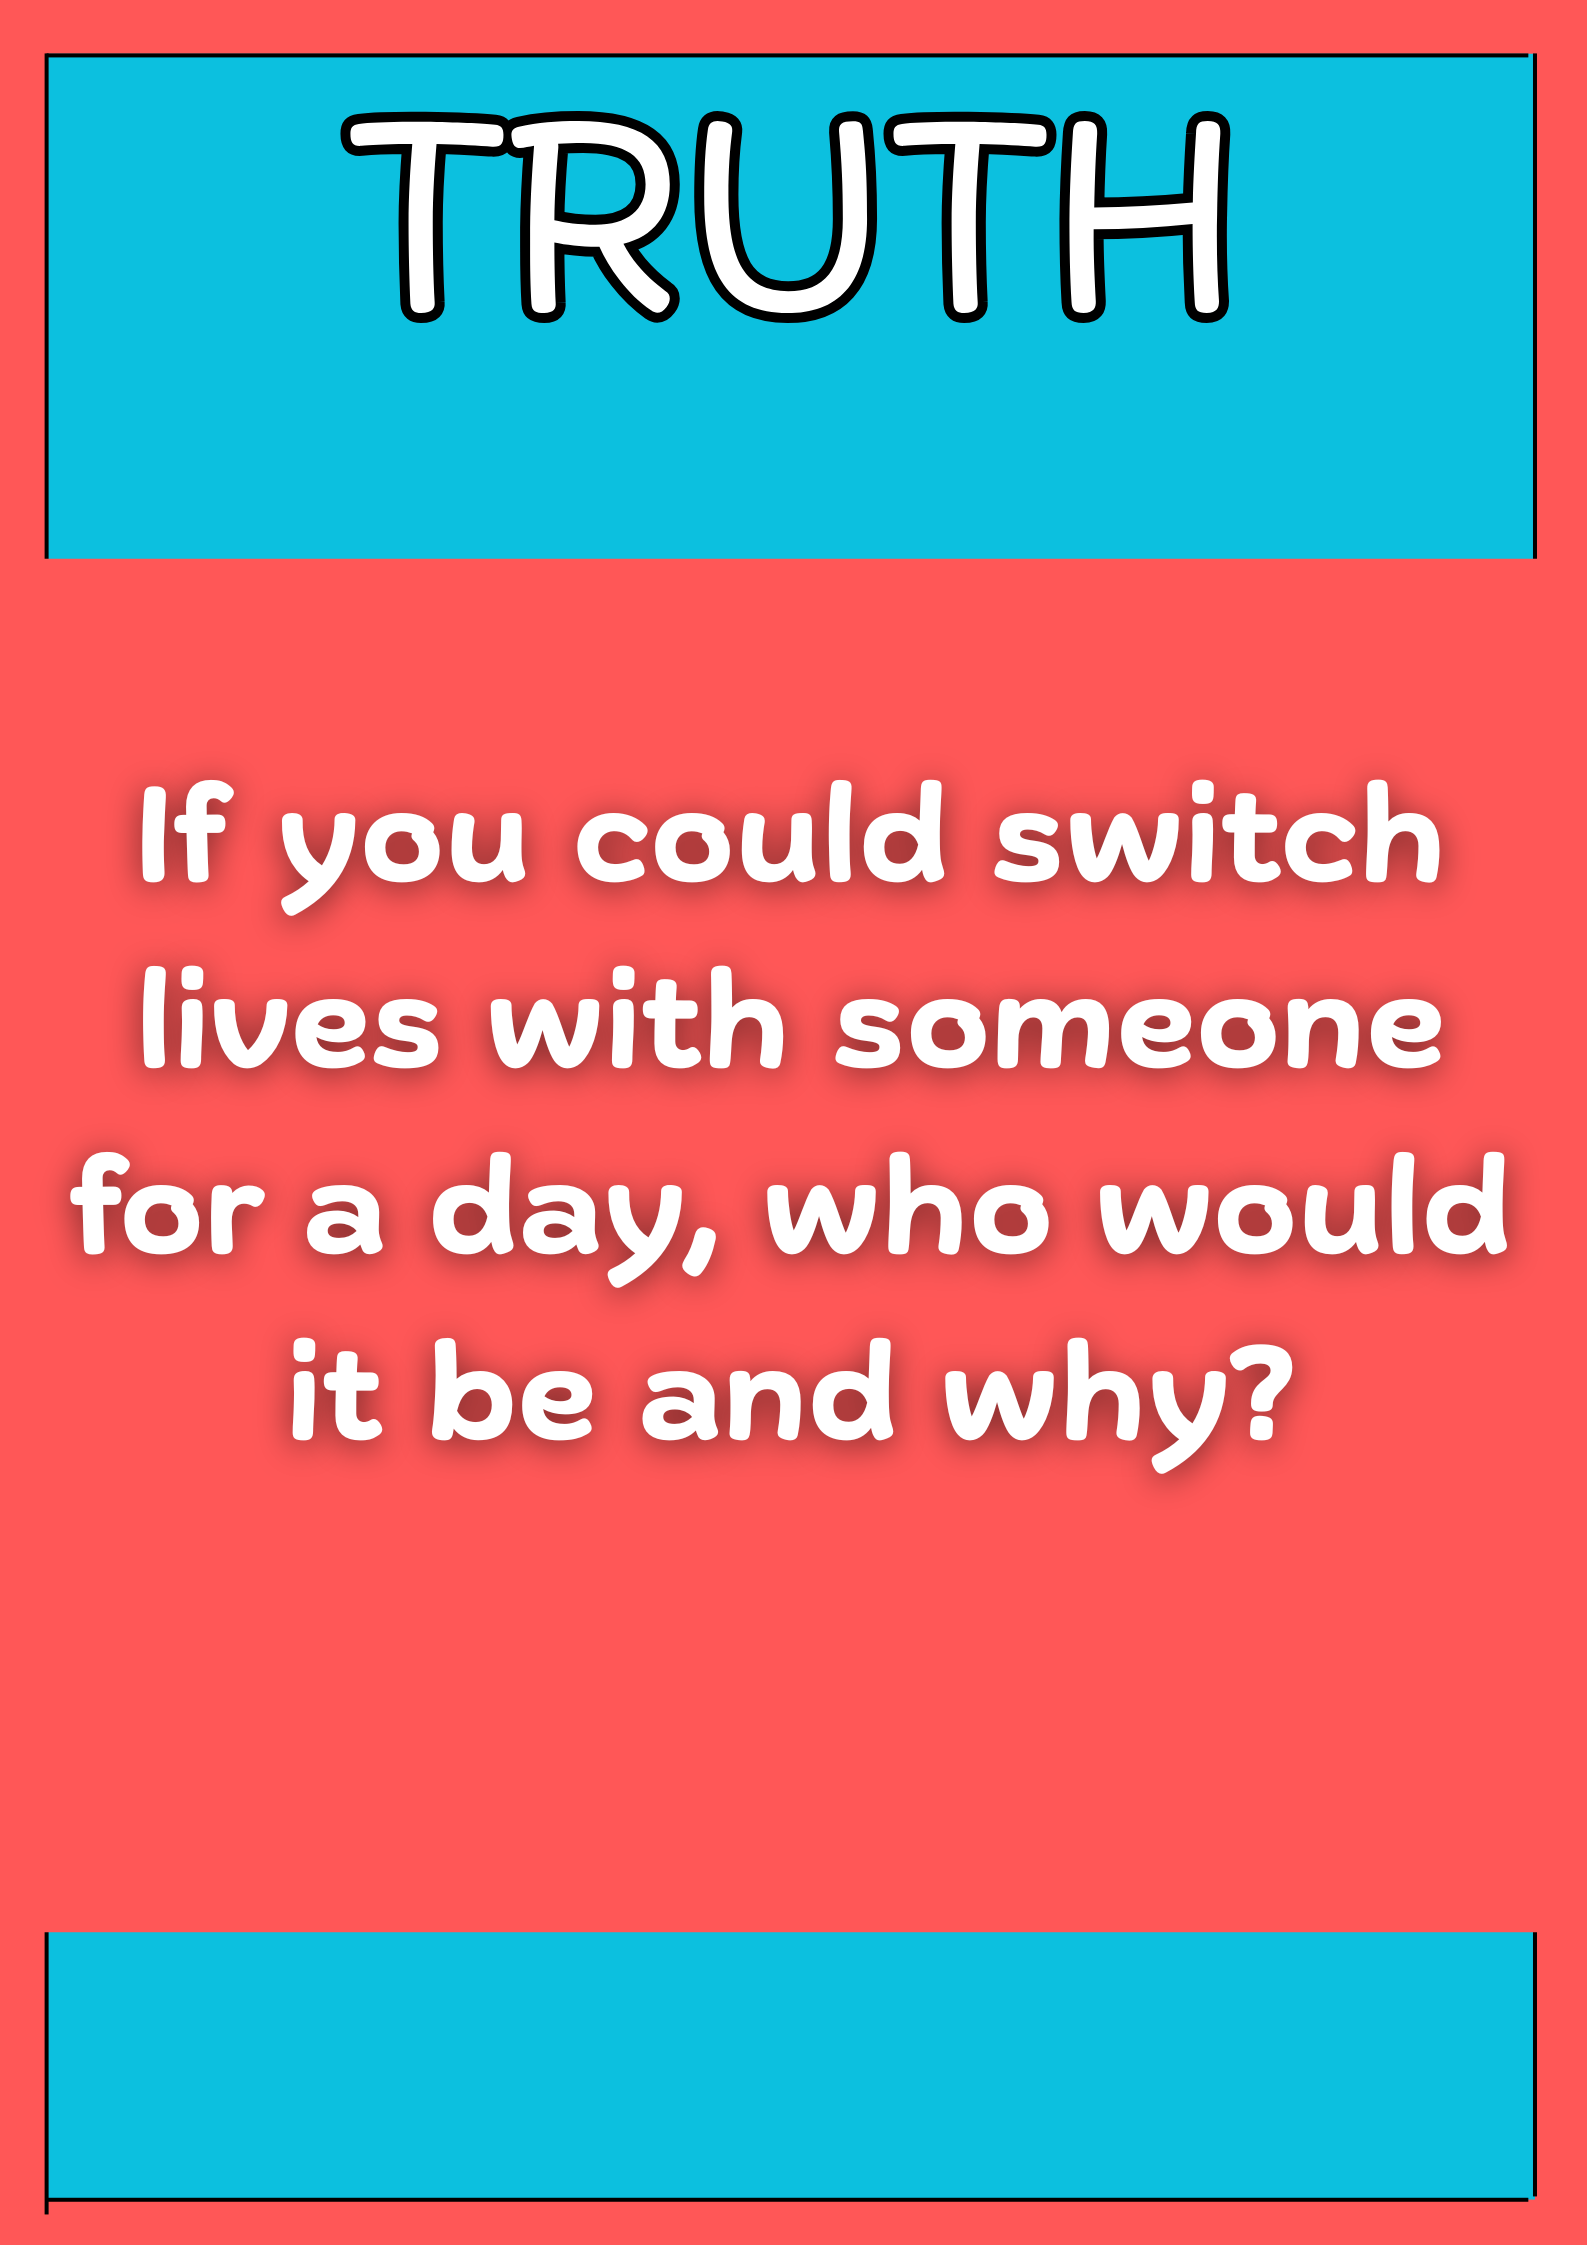 TRUTH
If you could switch
lives with someone
for a day, who would
it be and why?